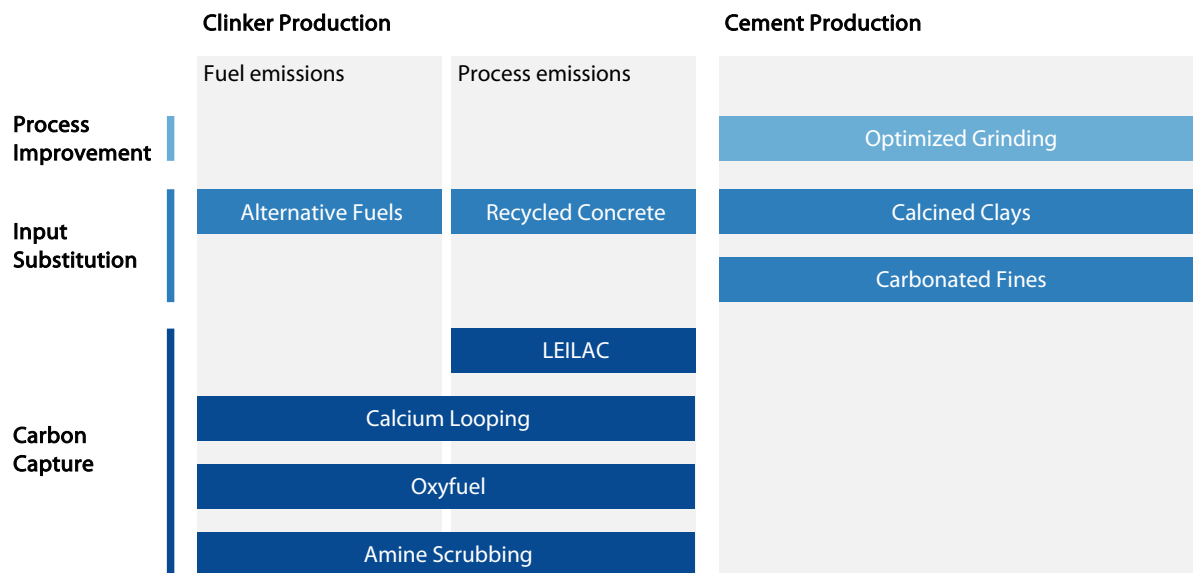 Clinker Production
Cement Production
Fuel emissions
Process emissions
Process
Improvement
Optimized Grinding
Input
Substitution
Alternative Fuels
Recycled Concrete
Calcined Clays
Carbonated Fines
Carbon
Capture
LEILAC
Calcium Looping
Oxyfuel
Amine Scrubbing